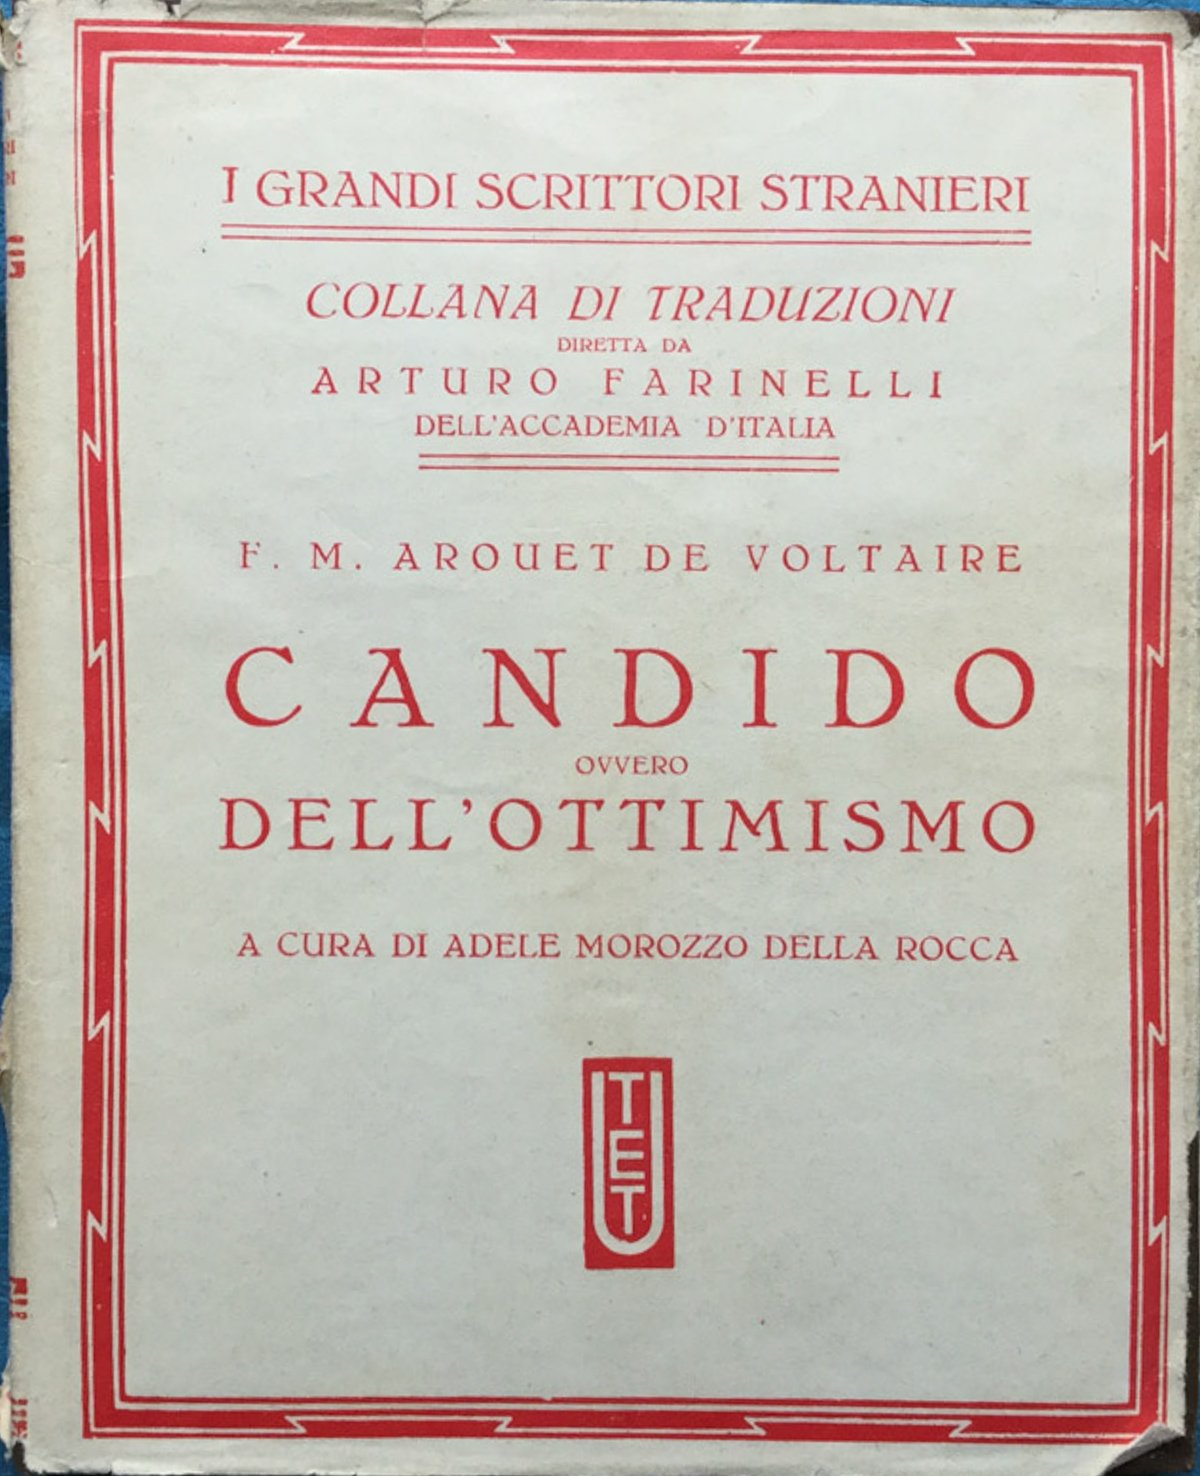 I GRANDI SCRITTORI STRANIERI
COLLANA DI TRADUZIONI
DIRETTA DA
ARTURO FARINELLI
DELL'ACCADEMIA D'ITALIA
F. M. AROUET DE VOLTAIRE
CANDIDO
OVVERO
DELL'OTTIMISMO
A CURA DI ADELE MOROZZO DELLA ROCCA
UTET